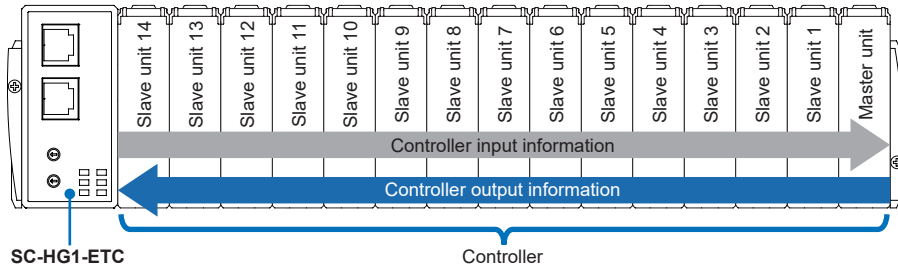 Slave unit 14
Slave unit 13
Slave unit 12
Slave unit 11
Slave unit 10
Slave unit 9
Slave unit 8
Slave unit 7
Slave unit 6
Slave unit 5
Slave unit 4
Slave unit 3
Slave unit 2
Slave unit 1
Master unit
Controller input information
Controller output information
SC-HG1-ETC
Controller